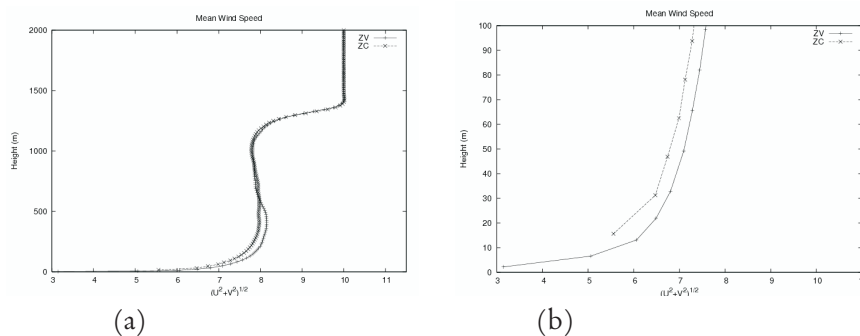 Mean Wind Speed
2000
1500
1000
500
0
Height (m)
3 4 5 6 7 8 9 10 11
(U²+V²)^1/2
ZV
ZC
(a)
Mean Wind Speed
100
90
80
70
60
50
40
30
20
10
0
Height (m)
3 4 5 6 7 8 9 10 11
(U²+V²)^1/2
ZV
ZC
(b)